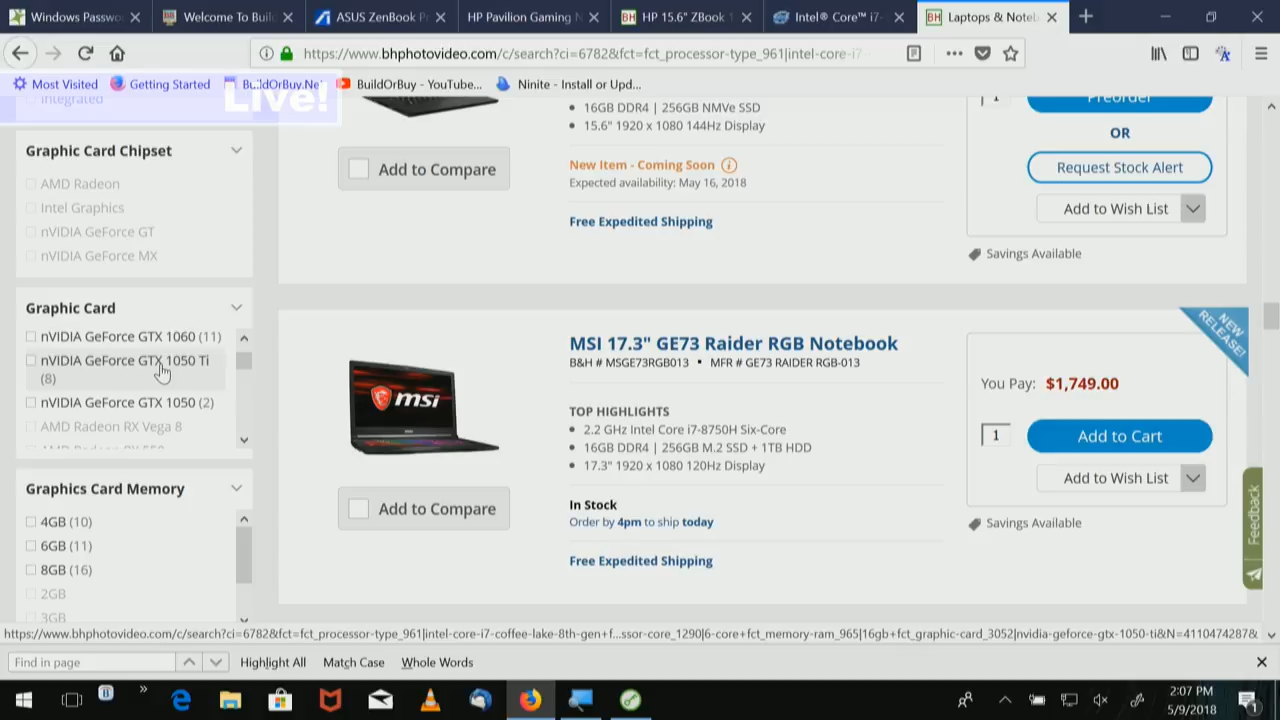 Windows Passwo
Welcome To Buil
ASUS ZenBook P
HP Pavilion Gaming N
BH HP 15.6" ZBook 1
Intel® Core™ i7-
BH Laptops & Noteb
https://www.bhphotovideo.com/c/search?ci=6782&fct=fct_processor-type_961|intel-core-i7-
Most Visited
Getting Started
BuildOrBuy.Ne
BuildOrBuy - YouTube...
Ninite - Install or Upd...
Live!
Integrated
Graphic Card Chipset
AMD Radeon
Intel Graphics
nVIDIA GeForce GT
nVIDIA GeForce MX
Graphic Card
nVIDIA GeForce GTX 1060 (11)
nVIDIA GeForce GTX 1050 Ti
(8)
nVIDIA GeForce GTX 1050 (2)
AMD Radeon RX Vega 8
AMD Radeon RX 550
Graphics Card Memory
4GB (10)
6GB (11)
8GB (16)
2GB
3GB
16GB DDR4 | 256GB NMVe SSD
15.6" 1920 x 1080 144Hz Display
Add to Compare
New Item - Coming Soon
Expected availability: May 16, 2018
Free Expedited Shipping
1
Preorder
OR
Request Stock Alert
Add to Wish List
Savings Available
msi
MSI 17.3" GE73 Raider RGB Notebook
B&H # MSGE73RGB013 • MFR # GE73 RAIDER RGB-013
TOP HIGHLIGHTS
2.2 GHz Intel Core i7-8750H Six-Core
16GB DDR4 | 256GB M.2 SSD + 1TB HDD
17.3" 1920 x 1080 120Hz Display
Add to Compare
In Stock
Order by 4pm to ship today
Free Expedited Shipping
NEW
RELEASE!
You Pay: $1,749.00
1
Add to Cart
Add to Wish List
Savings Available
Feedback
https://www.bhphotovideo.com/c/search?ci=6782&fct=fct_processor-type_961|intel-core-i7-coffee-lake-8th-gen+f...ssor-core_1290|6-core+fct_memory-ram_965|16gb+fct_graphic-card_3052|nvidia-geforce-gtx-1050-ti&N=4110474287&
Find in page
Highlight All
Match Case
Whole Words
2:07 PM
5/9/2018
1